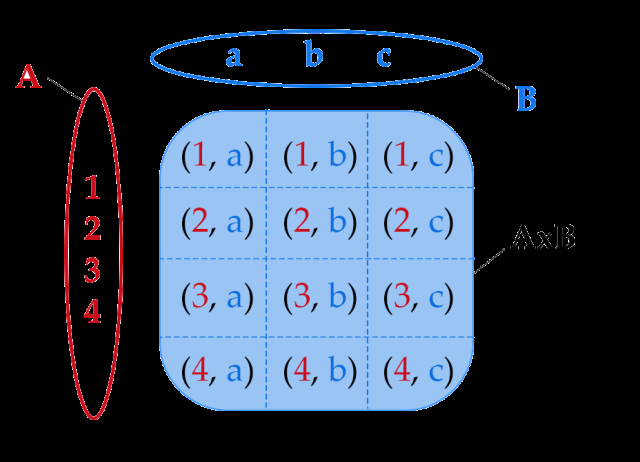 a b c
A
B
1
2
3
4
(1, a) (1, b) (1, c)
(2, a) (2, b) (2, c)
(3, a) (3, b) (3, c)
(4, a) (4, b) (4, c)
AxB